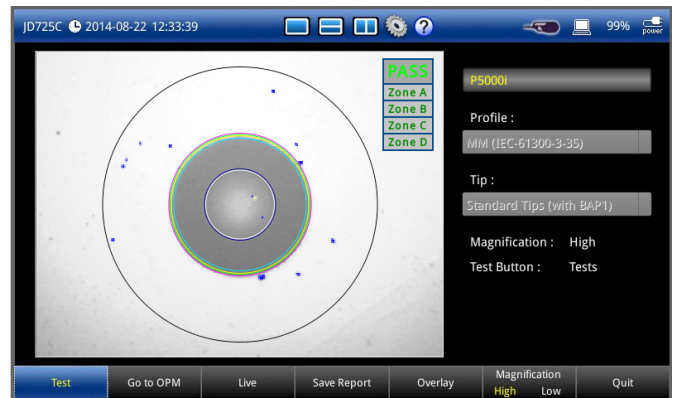 JD725C 2014-08-22 12:33:39
?
99%
power
PASS
Zone A
Zone B
Zone C
Zone D
P5000i
Profile :
MM (IEC-61300-3-35)
Tip :
Standard Tips (with BAP1)
Magnification : High
Test Button : Tests
Test
Go to OPM
Live
Save Report
Overlay
Magnification
High Low
Quit